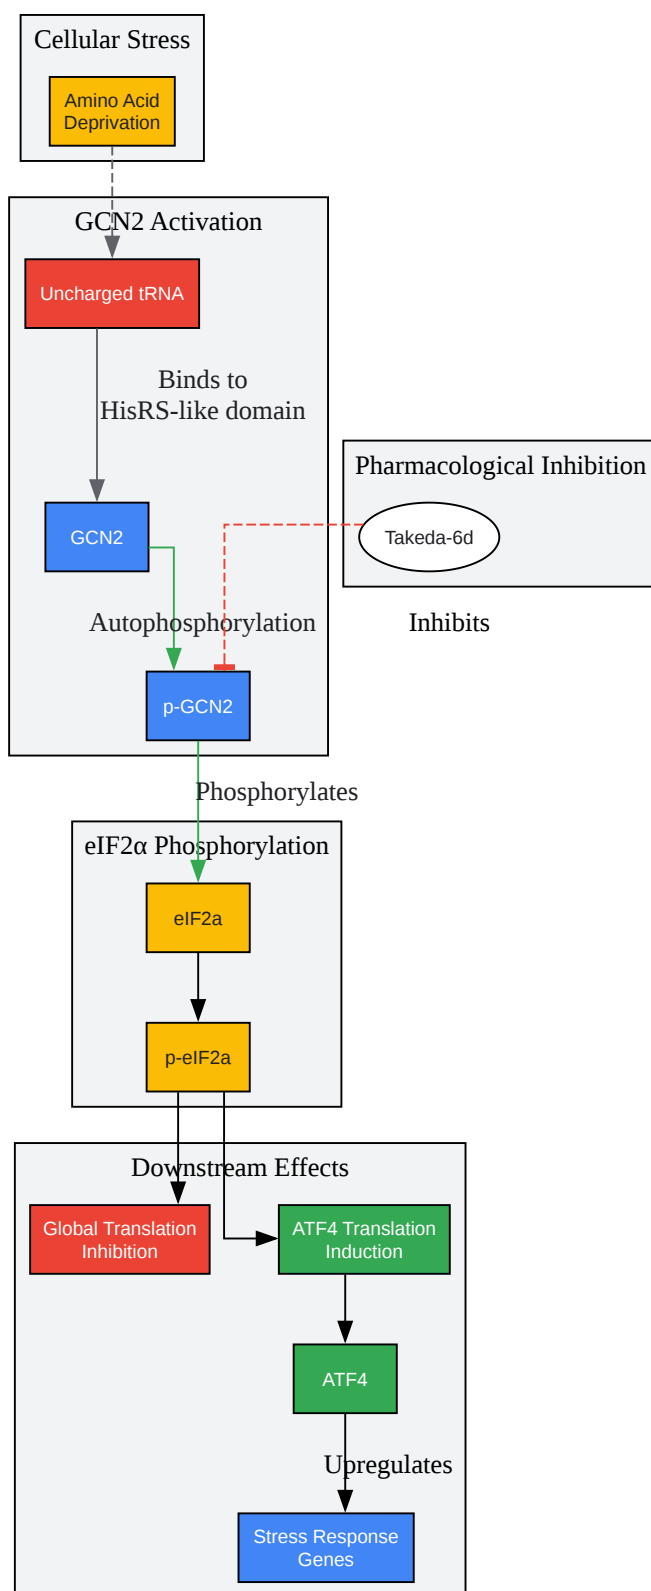 Cellular Stress
Amino Acid
Deprivation
GCN2 Activation
Uncharged tRNA
Binds to
HisRS-like domain
Pharmacological Inhibition
GCN2
Takeda-6d
Autophosphorylation
Inhibits
p-GCN2
Phosphorylates
eIF2α Phosphorylation
eIF2a
p-eIF2a
Downstream Effects
Global Translation
Inhibition
ATF4 Translation
Induction
ATF4
Upregulates
Stress Response
Genes